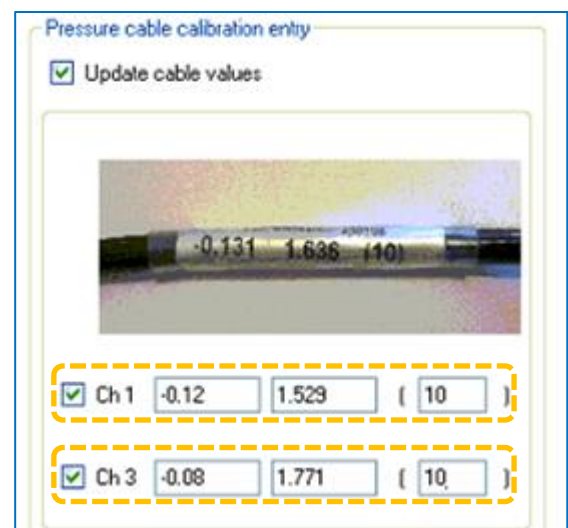 Pressure cable calibration entry
Update cable values
-0.131 1.636 (10)
Ch 1 -0.12 1.529 ( 10 )
Ch 3 -0.08 1.771 ( 10, )